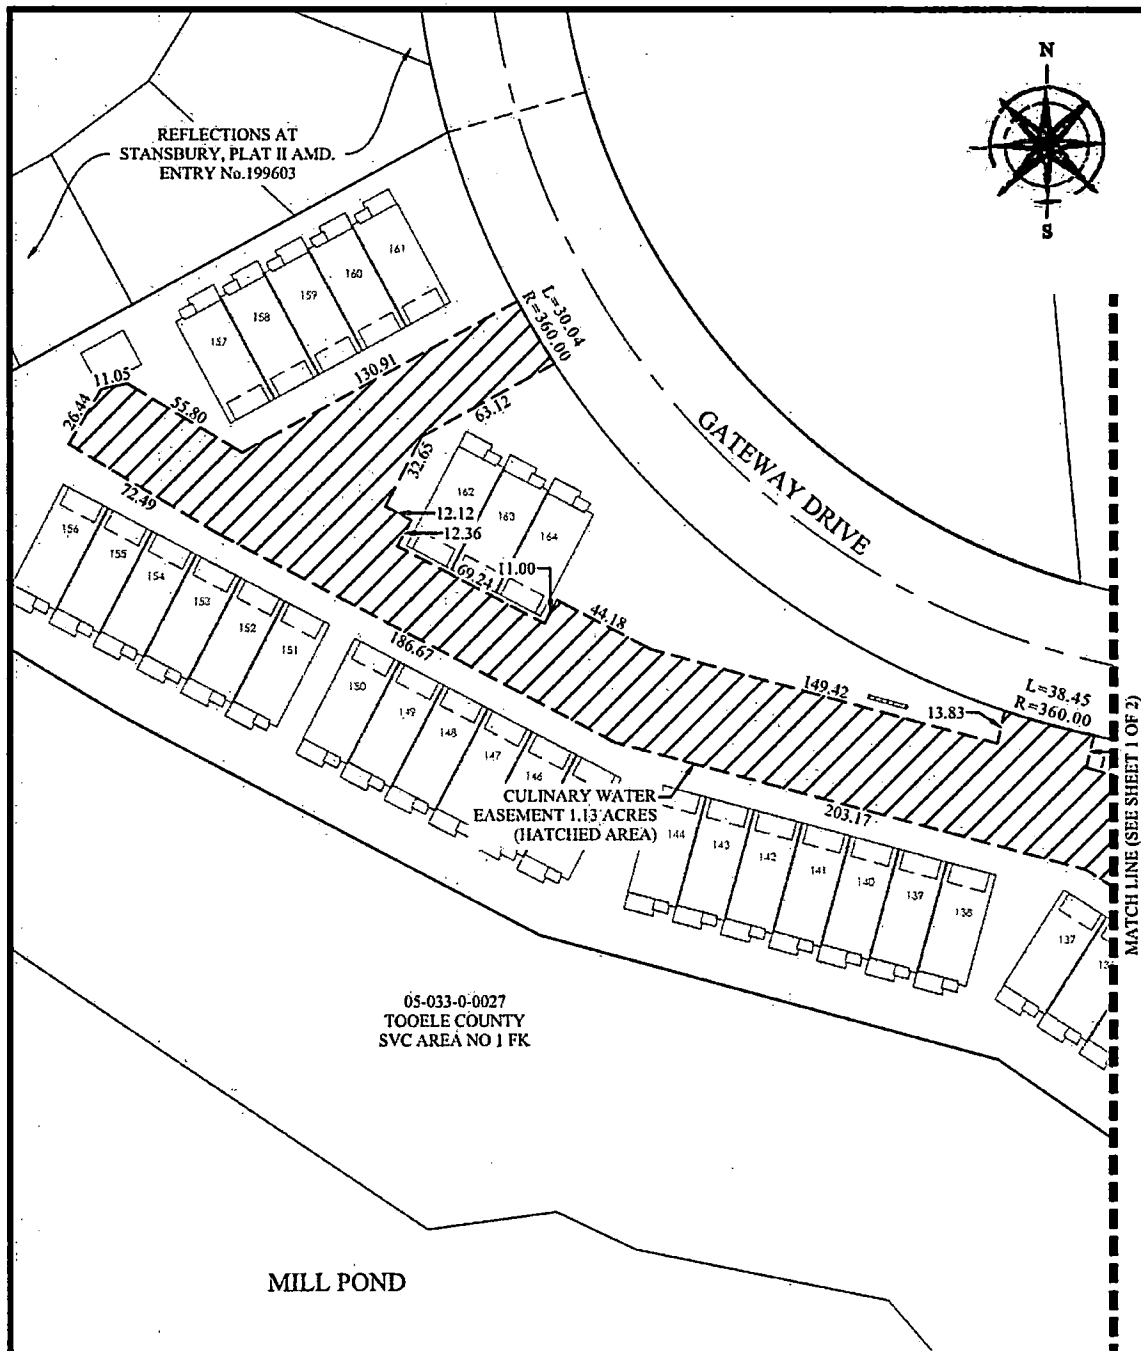 N
S
REFLECTIONS AT
STANSBURY, PLAT II AMD.
ENTRY No.199603
161
160
159
158
157
L=30.04
R=360.00
130.91
11.05
55.80
26.44
63.12
32.65
72.49
12.12
12.36
162
163
164
11.00
69.24
44.18
GATEWAY DRIVE
156
155
154
153
152
151
186.67
150
149
148
147
146
149.42
13.83
L=38.45
R=360.00
CULINARY WATER
EASEMENT 1.13 ACRES
(HATCHED AREA)
203.17
144
143
142
141
140
139
138
137
MATCH LINE (SEE SHEET 1 OF 2)
05-033-0-0027
TOOELE COUNTY
SVC AREA NO 1 FK
MILL POND